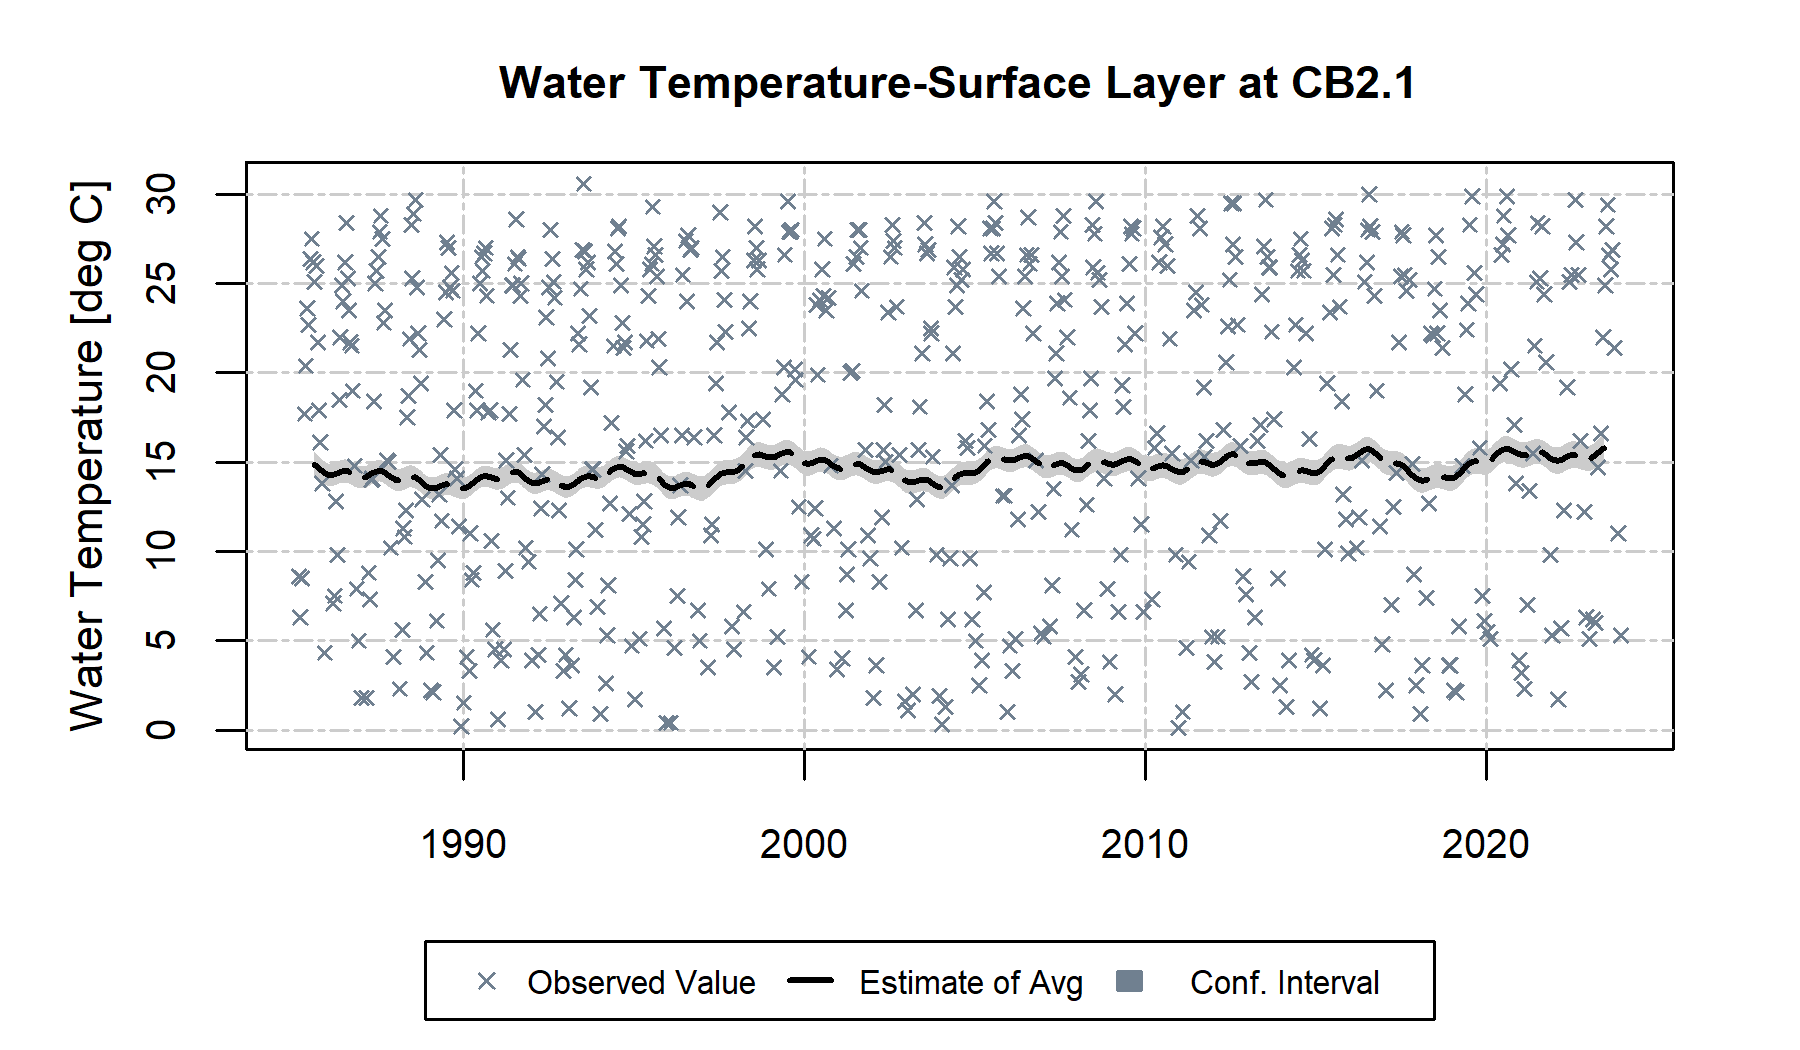 Water Temperature-Surface Layer at CB2.1
Water Temperature [deg C]
30
25
20
15
10
5
0
1990 2000 2010 2020
Observed Value Estimate of Avg Conf. Interval